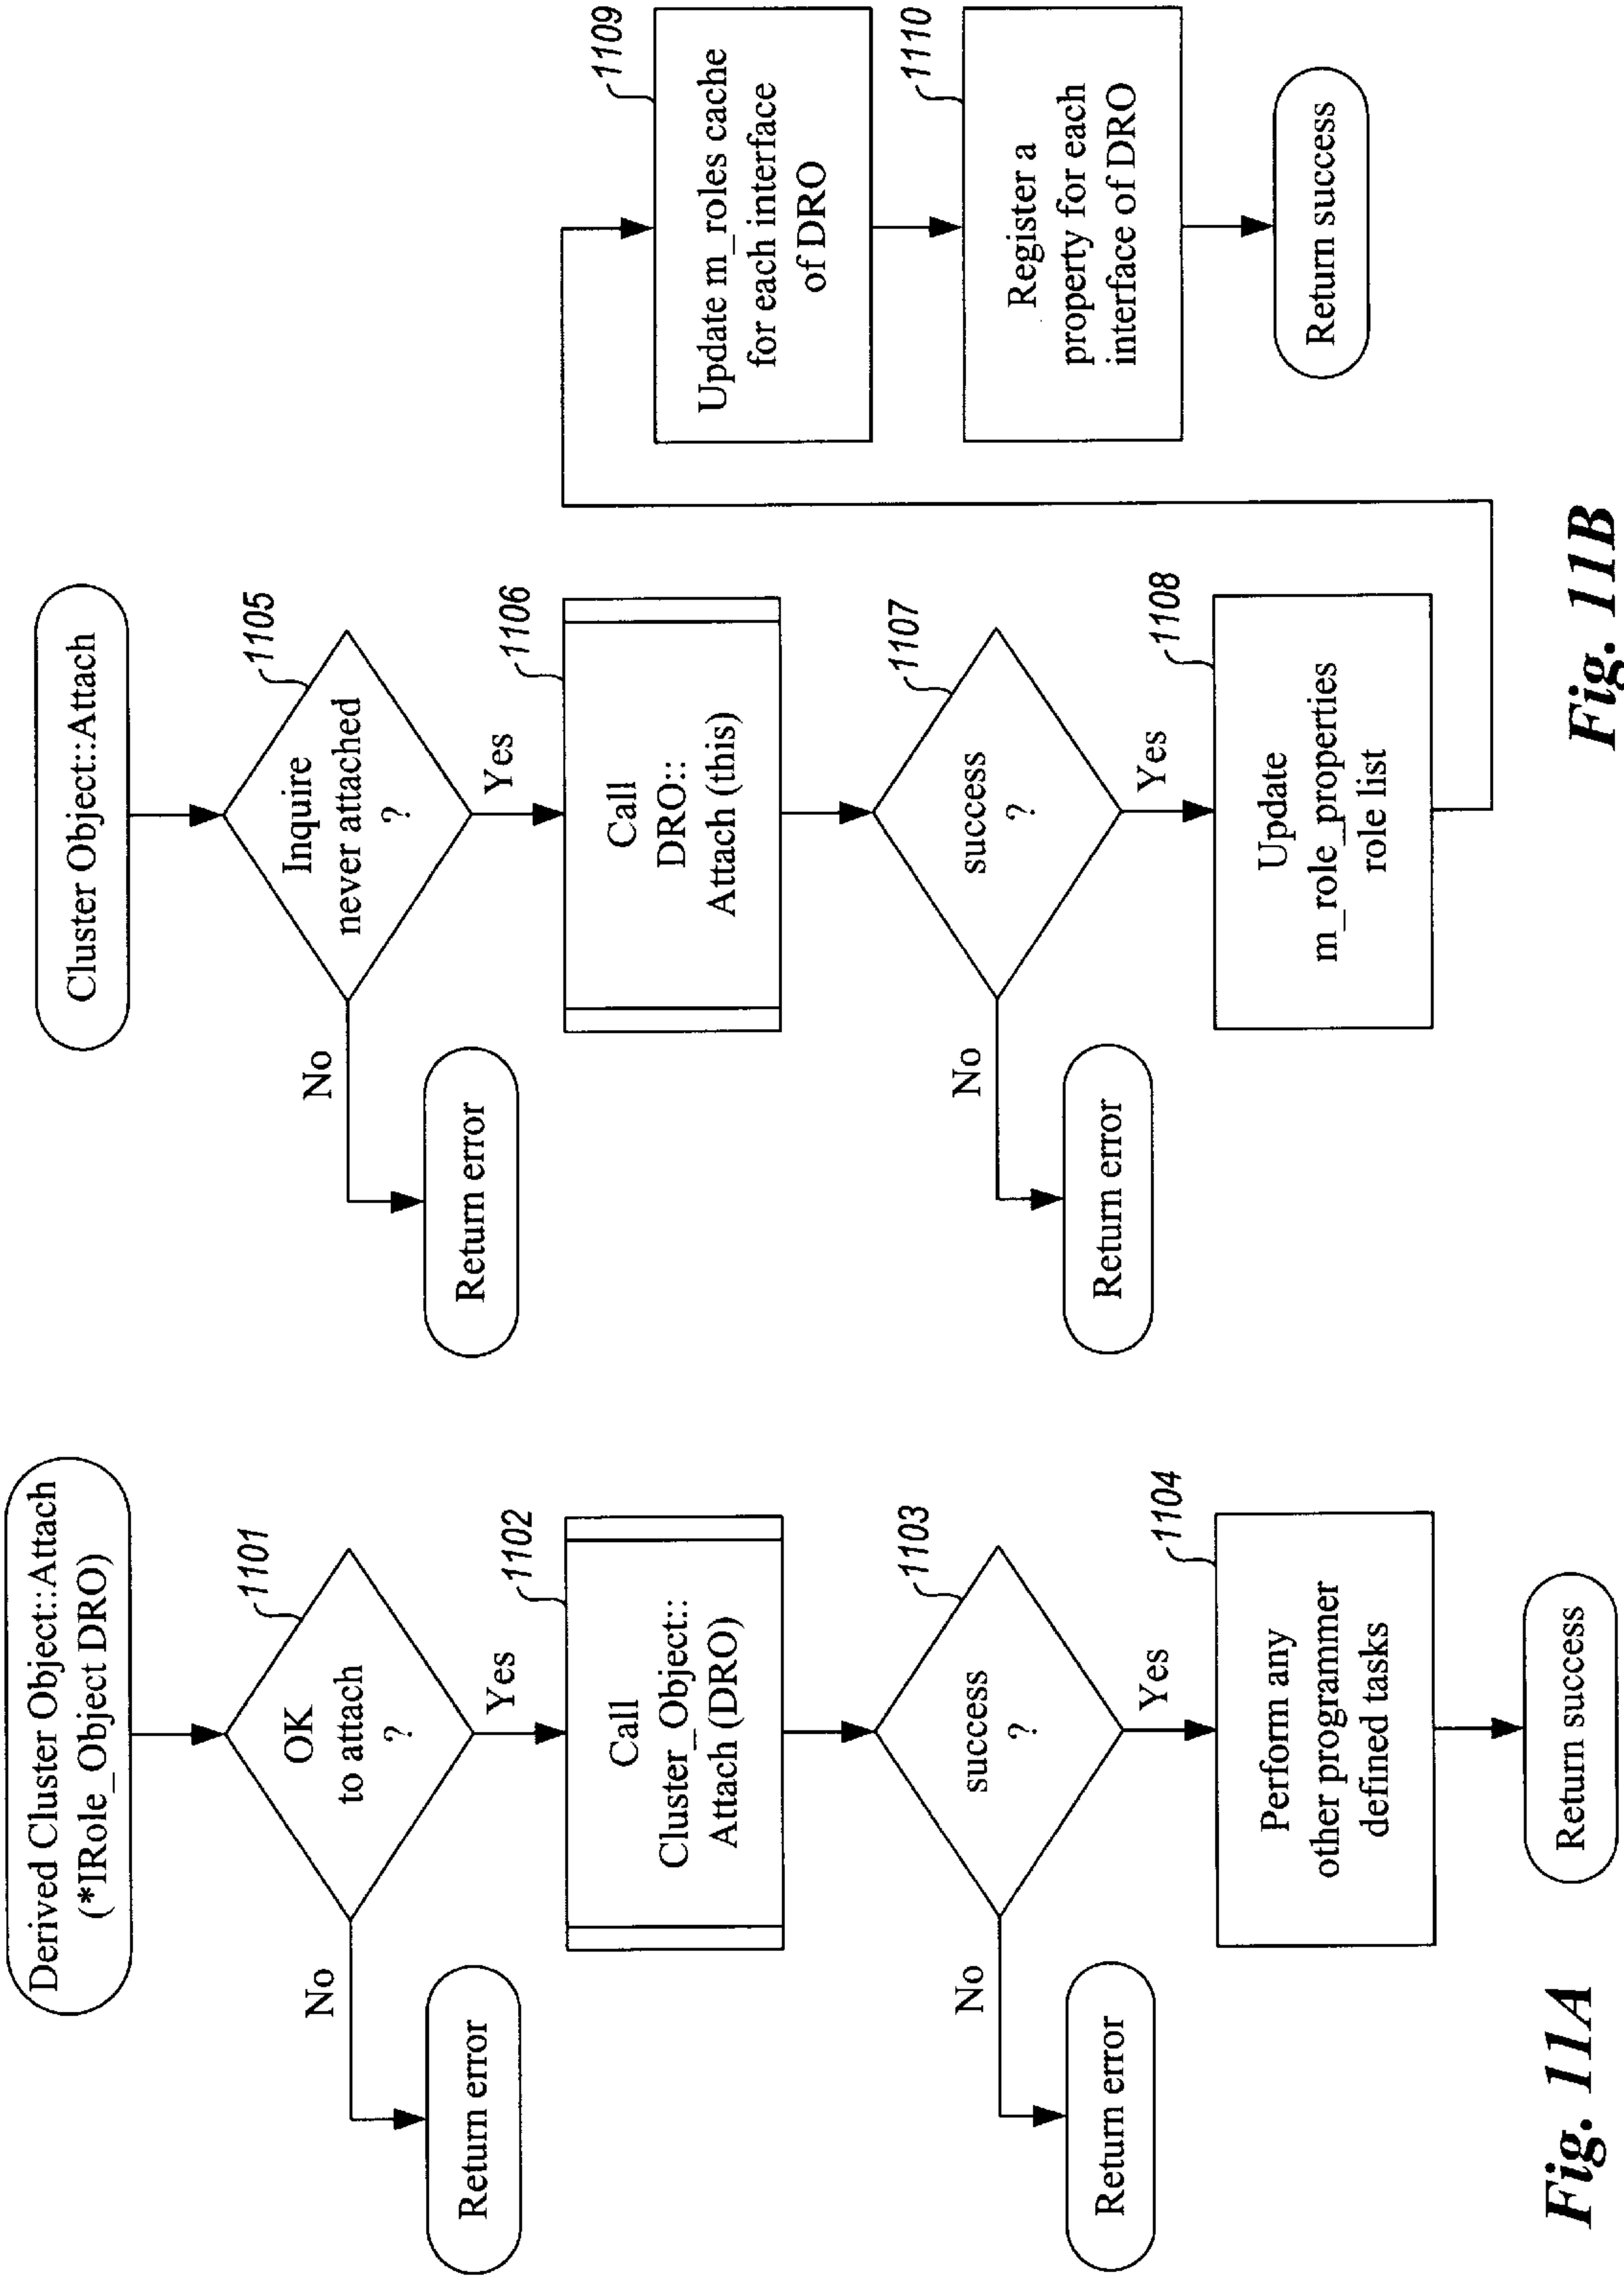 Derived Cluster Object::Attach
(*IRole_Object DRO)
1101
OK
to attach
?
No
Return error
Yes
1102
Call
Cluster_Object::
Attach (DRO)
1103
success
?
No
Return error
Yes
1104
Perform any
other programmer
defined tasks
Return success
Fig. 11A
Cluster Object::Attach
1105
Inquire
never attached
?
No
Return error
Yes
1106
Call
DRO::
Attach (this)
1107
success
?
No
Return error
Yes
1108
Update
m_role_properties
role list
1109
Update m_roles cache
for each interface
of DRO
1110
Register a
property for each
interface of DRO
Return success
Fig. 11B